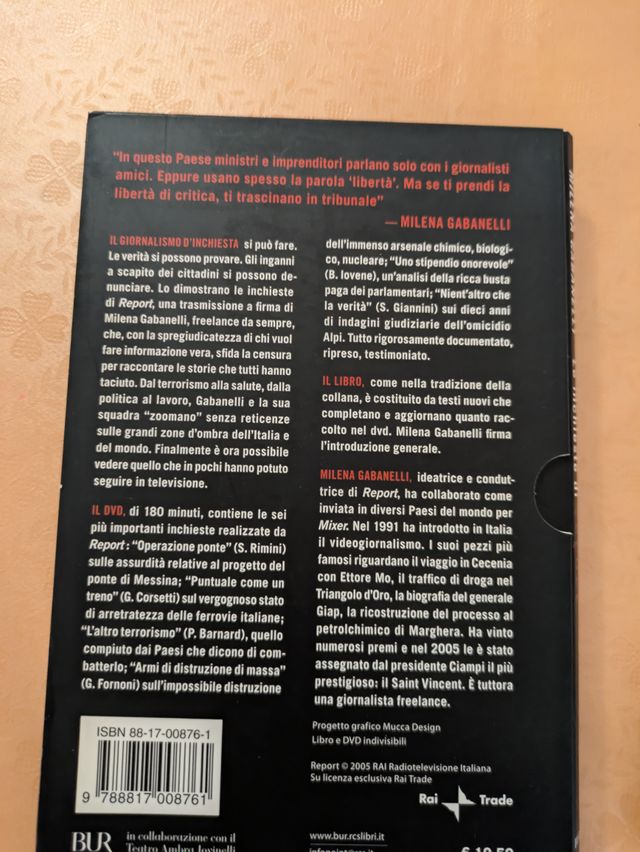 "In questo Paese ministri e imprenditori parlano solo con i giornalisti
amici. Eppure usano spesso la parola 'libertà'. Ma se ti prendi la
libertà di critica, ti trascinano in tribunale"
— MILENA GABANELLI
IL GIORNALISMO D'INCHIESTA si può fare.
Le verità si possono provare. Gli inganni
a scapito dei cittadini si possono de-
nunciare. Lo dimostrano le inchieste
di Report, una trasmissione a firma di
Milena Gabanelli, freelance da sempre,
che, con la spregiudicatezza di chi vuol
fare informazione vera, sfida la censura
per raccontare le storie che tutti hanno
taciuto. Dal terrorismo alla salute, dalla
politica al lavoro, Gabanelli e la sua
squadra "zoomano" senza reticenze
sulle grandi zone d'ombra dell'Italia e
del mondo. Finalmente è ora possibile
vedere quello che in pochi hanno potuto
seguire in televisione.
IL DVD, di 180 minuti, contiene le sei
più importanti inchieste realizzate da
Report: "Operazione ponte" (S. Rimini)
sulle assurdità relative al progetto del
ponte di Messina; "Puntuale come un
treno" (G. Corsetti) sul vergognoso stato
di arretratezza delle ferrovie italiane;
"L'altro terrorismo" (P. Barnard), quello
compiuto dai Paesi che dicono di com-
batterlo; "Armi di distruzione di massa"
(G. Fornoni) sull'impossibile distruzione
dell'immenso arsenale chimico, biologi-
co, nucleare; "Uno stipendio onorevole"
(B. Iovene), un'analisi della ricca busta
paga dei parlamentari; "Nient'altro che
la verità" (S. Giannini) sui dieci anni
di indagini giudiziarie dell'omicidio
Alpi. Tutto rigorosamente documentato,
ripreso, testimoniato.
IL LIBRO, come nella tradizione della
collana, è costituito da testi nuovi che
completano e aggiornano quanto rac-
colto nel dvd. Milena Gabanelli firma
l'introduzione generale.
MILENA GABANELLI, ideatrice e condut-
trice di Report, ha collaborato come
inviata in diversi Paesi del mondo per
Mixer. Nel 1991 ha introdotto in Italia
il videogiornalismo. I suoi pezzi più
famosi riguardano il viaggio in Cecenia
con Ettore Mo, il traffico di droga nel
Triangolo d'Oro, la biografia del generale
Giap, la ricostruzione del processo al
petrolchimico di Marghera. Ha vinto
numerosi premi e nel 2005 le è stato
assegnato dal presidente Ciampi il più
prestigioso: il Saint Vincent. È tuttora
una giornalista freelance.
Progetto grafico Mucca Design
Libro e DVD indivisibili
Report © 2005 RAI Radiotelevisione Italiana
Su licenza esclusiva Rai Trade
Rai Trade
ISBN 88-17-00876-1
9 788817 008761
BUR
in collaborazione con il
Teatro Ambra Jovinelli
www.bur.rcslibri.it